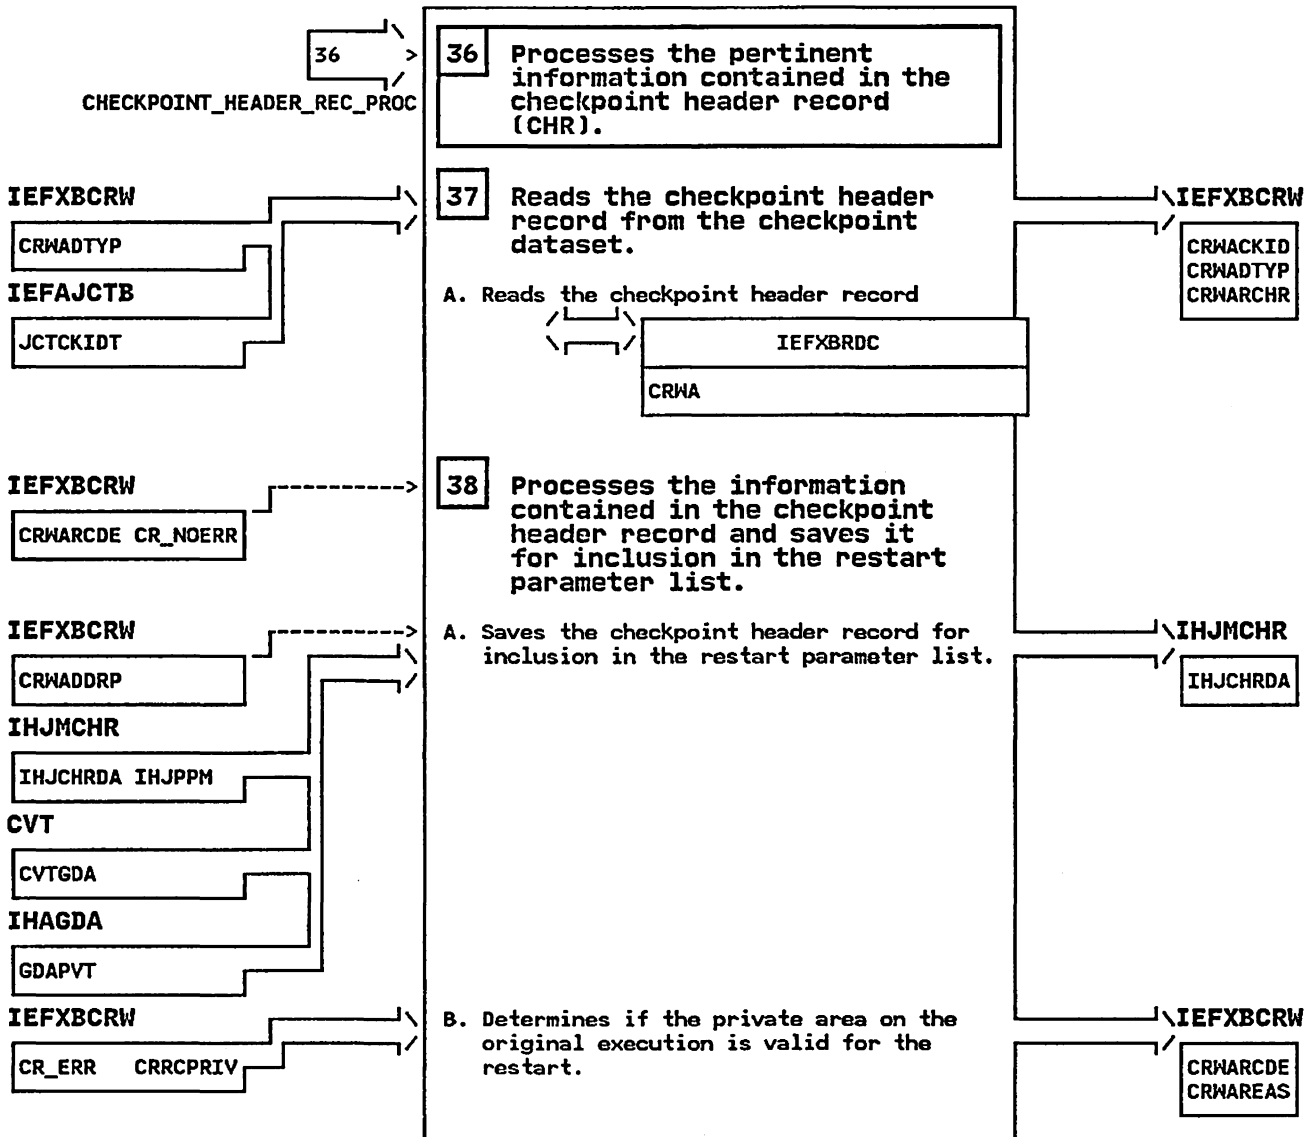 36
36 Processes the pertinent
information contained in the
checkpoint header record
(CHR).
CHECKPOINT_HEADER_REC_PROC
IEFXBCRW
CRWADTYP
IEFAJCTB
JCTCKIDT
37 Reads the checkpoint header
record from the checkpoint
dataset.
IEFXBCRW
CRWACKID
CRWADTYP
CRWARCHR
A. Reads the checkpoint header record
IEFXBRDC
CRWA
IEFXBCRW
CRWARCDE CR_NOERR
38 Processes the information
contained in the checkpoint
header record and saves it
for inclusion in the restart
parameter list.
IEFXBCRW
CRWADDRP
IHJMCHR
IHJCHRDA IHJPPM
CVT
CVTGDA
IHAGDA
GDAPVT
A. Saves the checkpoint header record for
inclusion in the restart parameter list.
IHJMCHR
IHJCHRDA
IEFXBCRW
CR_ERR CRRCPRIV
B. Determines if the private area on the
original execution is valid for the
restart.
IEFXBCRW
CRWARCDE
CRWAREAS